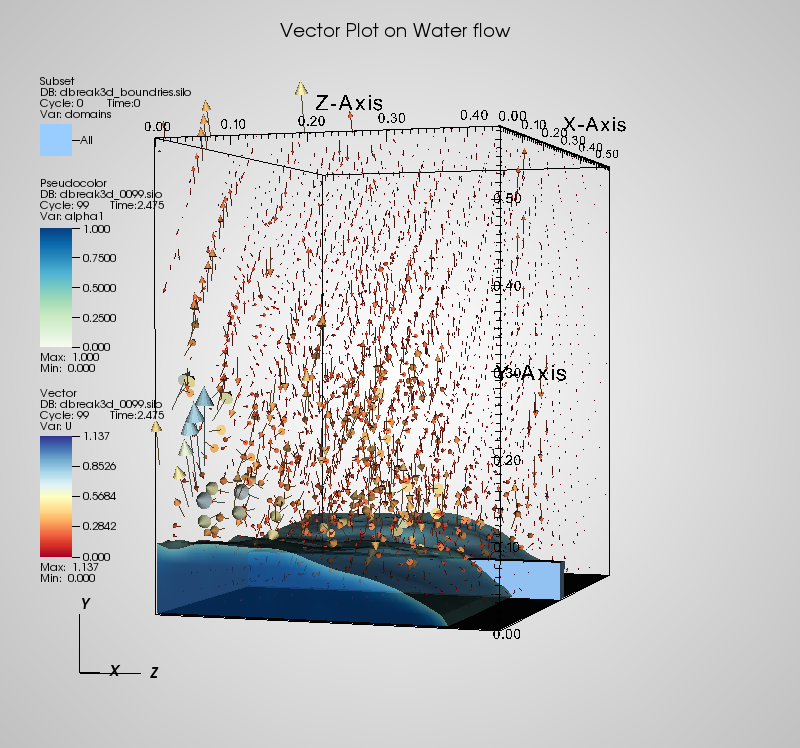 Vector Plot on Water flow
Subset
DB: dbreak3d_boundries.silo
Cycle: 0 Time:0
Var: domains
All
Pseudocolor
DB: dbreak3d_0099.silo
Cycle: 99 Time:2.475
Var: alpha1
1.000
0.7500
0.5000
0.2500
0.000
Max: 1.000
Min: 0.000
Vector
DB: dbreak3d_0099.silo
Cycle: 99 Time:2.475
Var: U
1.137
0.8526
0.5684
0.2842
0.000
Max: 1.137
Min: 0.000
Z-Axis
0.00 0.10 0.20 0.30 0.40
X-Axis
0.00 0.10 0.20 0.30 0.40 0.50
0.50
0.40
0.30
Y-Axis
0.20
0.10
0.00
Y
X Z